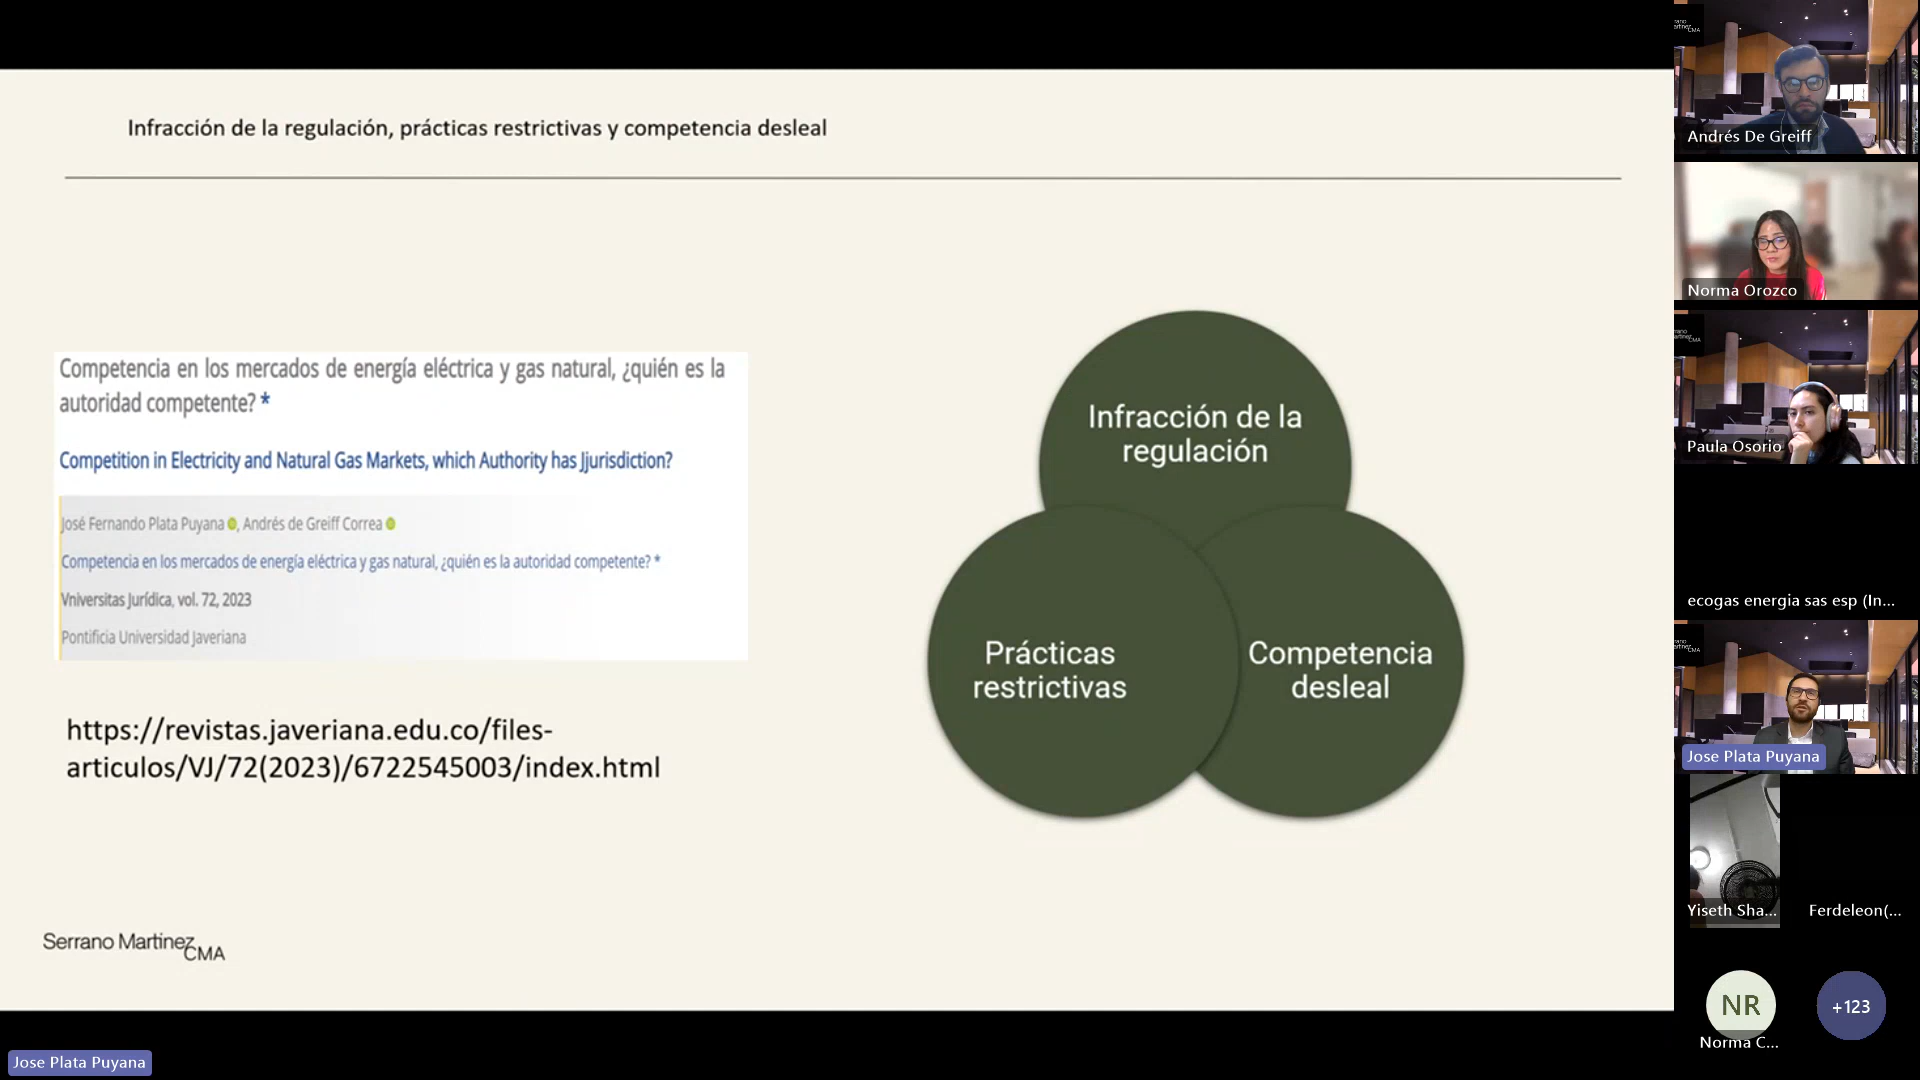 Infracción de la regulación, prácticas restrictivas y competencia desleal
Competencia en los mercados de energía eléctrica y gas natural, ¿quién es la
autoridad competente? *
Competition in Electricity and Natural Gas Markets, which Authority has Jjurisdiction?
José Fernando Plata Puyana, Andrés de Greiff Correa
Competencia en los mercados de energía eléctrica y gas natural, ¿quién es la autoridad competente? *
Vniversitas Jurídica, vol. 72, 2023
Pontificia Universidad Javeriana
https://revistas.javeriana.edu.co/files-
articulos/VJ/72(2023)/6722545003/index.html
Infracción de la
regulación
Prácticas
restrictivas
Competencia
desleal
Serrano Martinez
CMA
Jose Plata Puyana
Andrés De Greiff
Norma Orozco
Paula Osorio
ecogas energia sas esp (In...
Jose Plata Puyana
Yiseth Sha...
Ferdeleon(...
NR
Norma C...
+123